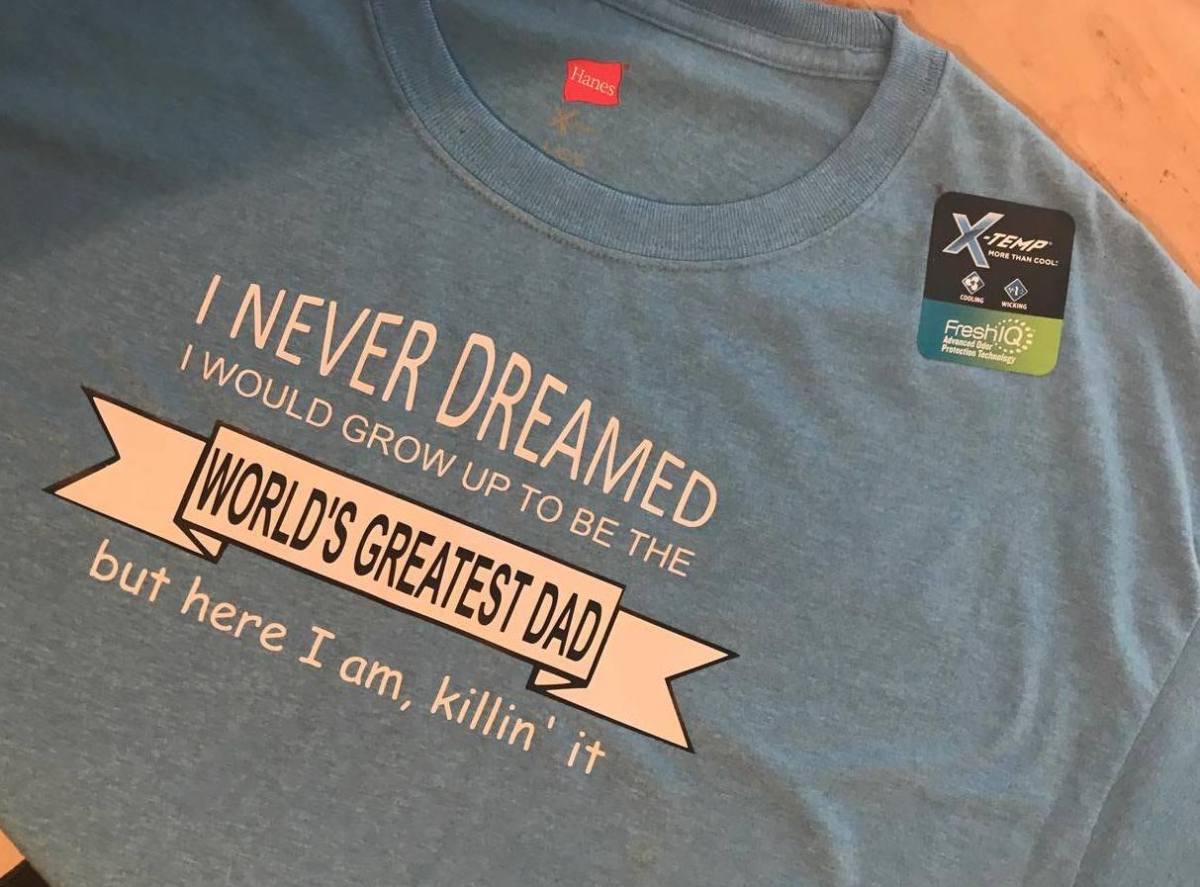 Hanes
X-TEMP
MORE THAN COOL
COOLING WICKING
FreshIQ
Advanced Odor
Protection Technology
I NEVER DREAMED
I WOULD GROW UP TO BE THE
WORLD'S GREATEST DAD
but here I am, killin' it